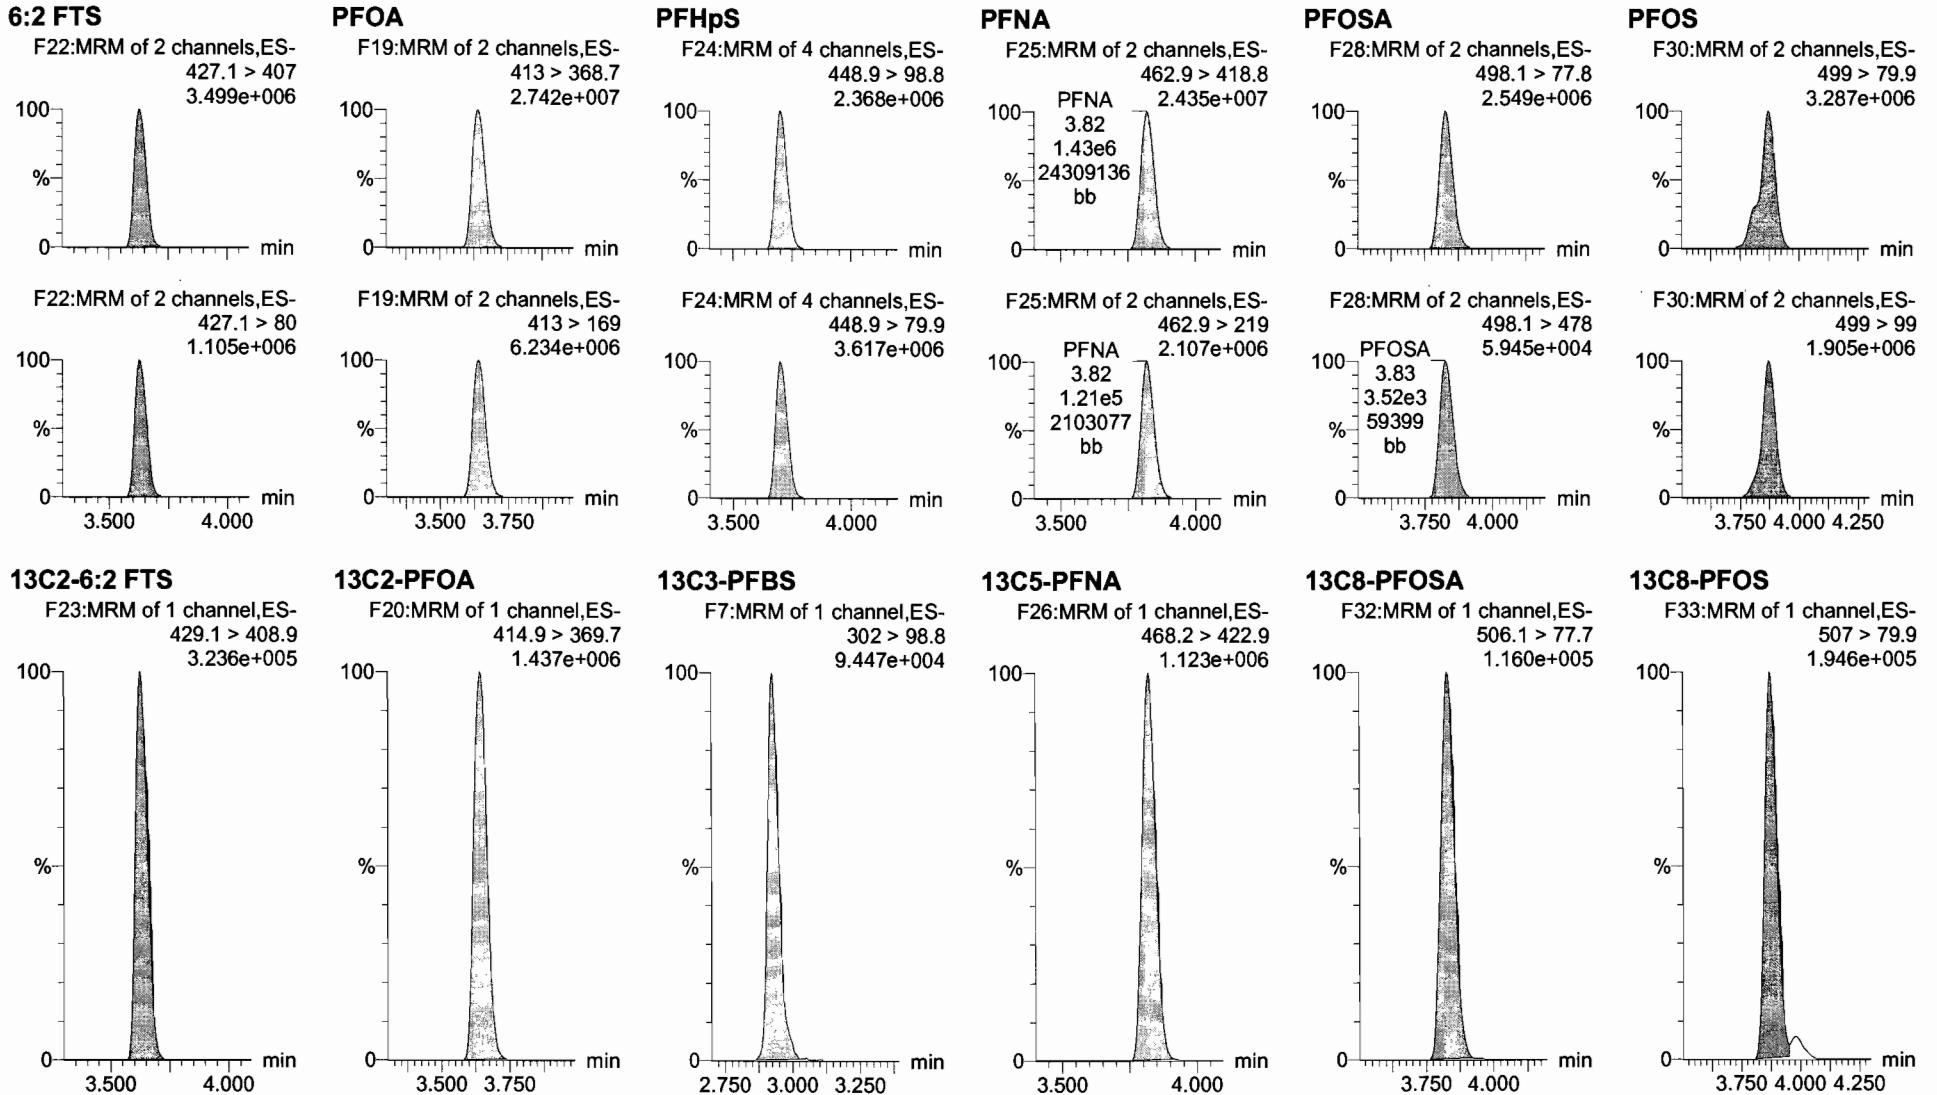 6:2 FTS
F22:MRM of 2 channels,ES-
427.1 > 407
3.499e+006
100
%
0
min
PFOA
F19:MRM of 2 channels,ES-
413 > 368.7
2.742e+007
100
%
0
min
PFHpS
F24:MRM of 4 channels,ES-
448.9 > 98.8
2.368e+006
100
%
0
min
PFNA
F25:MRM of 2 channels,ES-
462.9 > 418.8
2.435e+007
PFNA
3.82
1.43e6
24309136
bb
100
%
0
min
PFOSA
F28:MRM of 2 channels,ES-
498.1 > 77.8
2.549e+006
100
%
0
min
PFOS
F30:MRM of 2 channels,ES-
499 > 79.9
3.287e+006
100
%
0
min
F22:MRM of 2 channels,ES-
427.1 > 80
1.105e+006
100
%
0
min
3.500 4.000
F19:MRM of 2 channels,ES-
413 > 169
6.234e+006
100
%
0
min
3.500 3.750
F24:MRM of 4 channels,ES-
448.9 > 79.9
3.617e+006
100
%
0
min
3.500 4.000
F25:MRM of 2 channels,ES-
462.9 > 219
2.107e+006
PFNA
3.82
1.21e5
2103077
bb
100
%
0
min
3.500 4.000
F28:MRM of 2 channels,ES-
498.1 > 478
5.945e+004
PFOSA
3.83
3.52e3
59399
bb
100
%
0
min
3.750 4.000
F30:MRM of 2 channels,ES-
499 > 99
1.905e+006
100
%
0
min
3.750 4.000 4.250
13C2-6:2 FTS
F23:MRM of 1 channel,ES-
429.1 > 408.9
3.236e+005
100
%
0
min
3.500 4.000
13C2-PFOA
F20:MRM of 1 channel,ES-
414.9 > 369.7
1.437e+006
100
%
0
min
3.500 3.750
13C3-PFBS
F7:MRM of 1 channel,ES-
302 > 98.8
9.447e+004
100
%
0
min
2.750 3.000 3.250
13C5-PFNA
F26:MRM of 1 channel,ES-
468.2 > 422.9
1.123e+006
100
%
0
min
3.500 4.000
13C8-PFOSA
F32:MRM of 1 channel,ES-
506.1 > 77.7
1.160e+005
100
%
0
min
3.750 4.000
13C8-PFOS
F33:MRM of 1 channel,ES-
507 > 79.9
1.946e+005
100
%
0
min
3.750 4.000 4.250